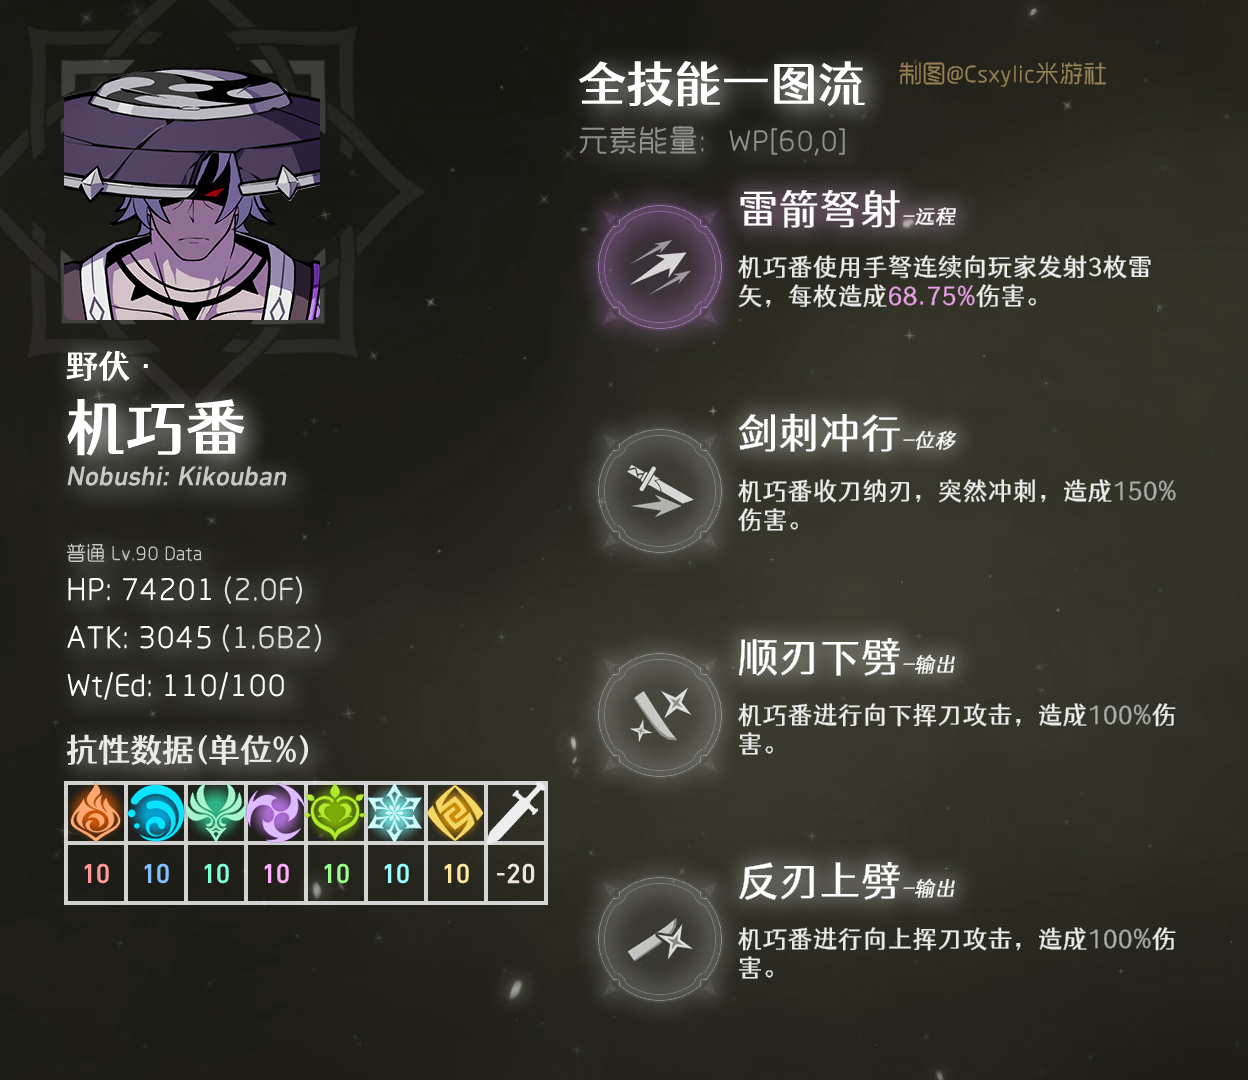 全技能一图流
制图@Csxylic米游社
元素能量： WP[60,0]
雷箭弩射-远程
机巧番使用手弩连续向玩家发射3枚雷
矢，每枚造成68.75%伤害。
剑刺冲行-位移
机巧番收刀纳刃，突然冲刺，造成150%
伤害。
顺刃下劈-输出
机巧番进行向下挥刀攻击，造成100%伤
害。
反刃上劈-输出
机巧番进行向上挥刀攻击，造成100%伤
害。
野伏 ·
机巧番
Nobushi: Kikouban
普通 Lv.90 Data
HP: 74201 (2.0F)
ATK: 3045 (1.6B2)
Wt/Ed: 110/100
抗性数据(单位%)
10 10 10 10 10 10 10 -20